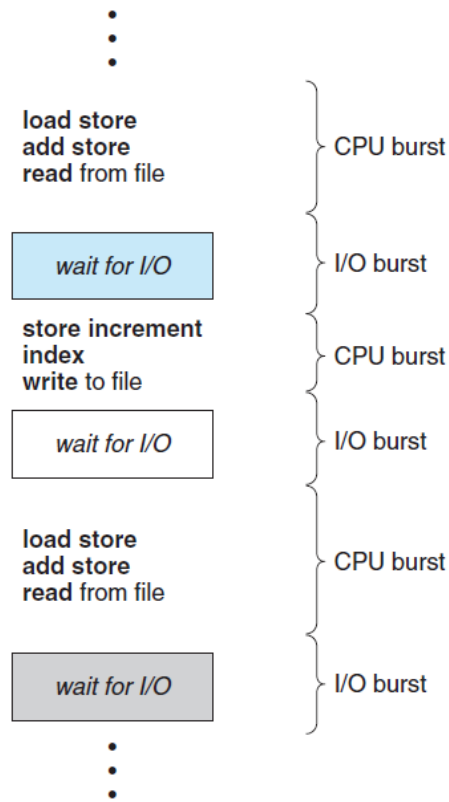 load store
add store
read from file
CPU burst
wait for I/O
I/O burst
store increment
index
write to file
CPU burst
wait for I/O
I/O burst
load store
add store
read from file
CPU burst
wait for I/O
I/O burst